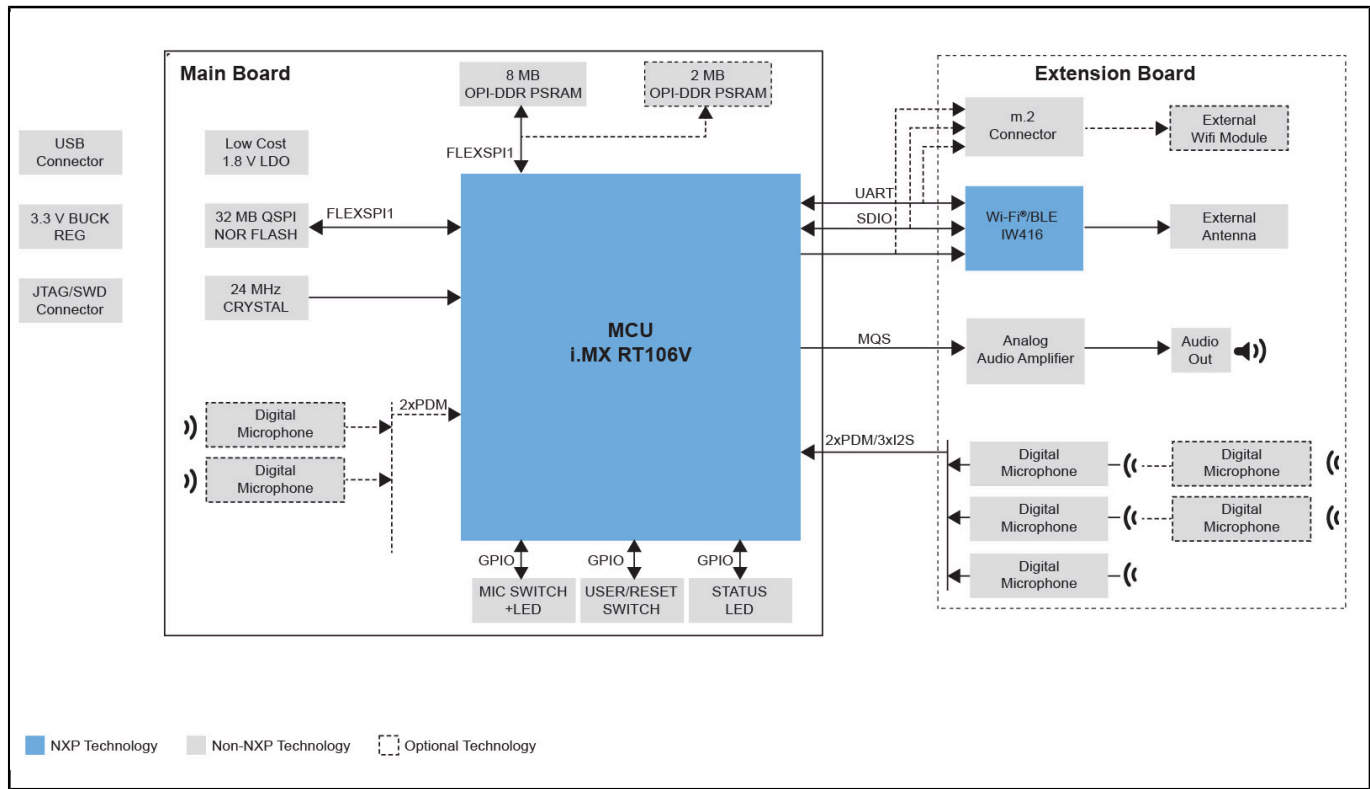 Main Board
8 MB
OPI-DDR PSRAM
2 MB
OPI-DDR PSRAM
Extension Board
m.2
Connector
External
Wifi Module
USB
Connector
Low Cost
1.8 V LDO
FLEXSPI1
UART
SDIO
Wi-Fi®/BLE
IW416
External
Antenna
3.3 V BUCK
REG
32 MB QSPI
NOR FLASH
FLEXSPI1
JTAG/SWD
Connector
24 MHz
CRYSTAL
MCU
i.MX RT106V
MQS
Analog
Audio Amplifier
Audio
Out
2xPDM
Digital
Microphone
Digital
Microphone
2xPDM/3xI2S
Digital
Microphone
Digital
Microphone
Digital
Microphone
Digital
Microphone
Digital
Microphone
GPIO
GPIO
GPIO
MIC SWITCH
+LED
USER/RESET
SWITCH
STATUS
LED
NXP Technology
Non-NXP Technology
Optional Technology